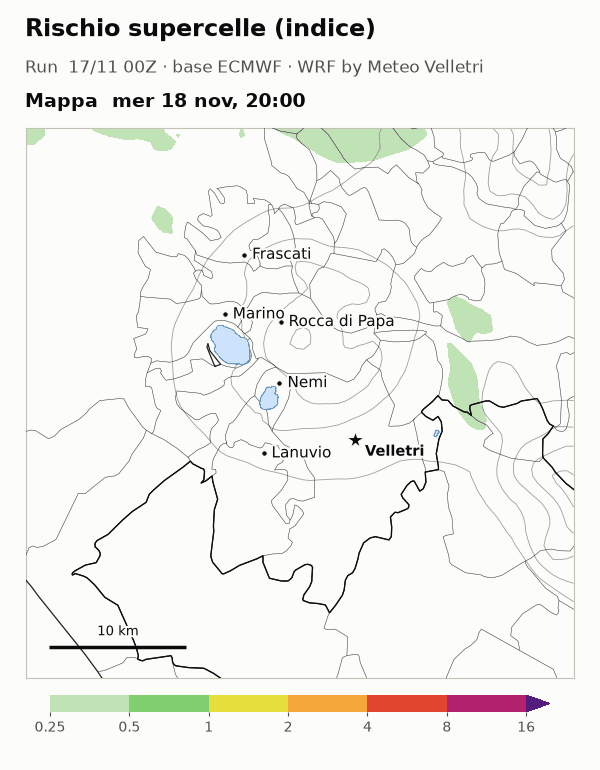 Rischio supercelle (indice)
Run  17/11 00Z · base ECMWF · WRF by Meteo Velletri
Mappa  mer 18 nov, 20:00
Frascati
Marino
Rocca di Papa
Nemi
Velletri
Lanuvio
10 km
0.25 0.5 1 2 4 8 16